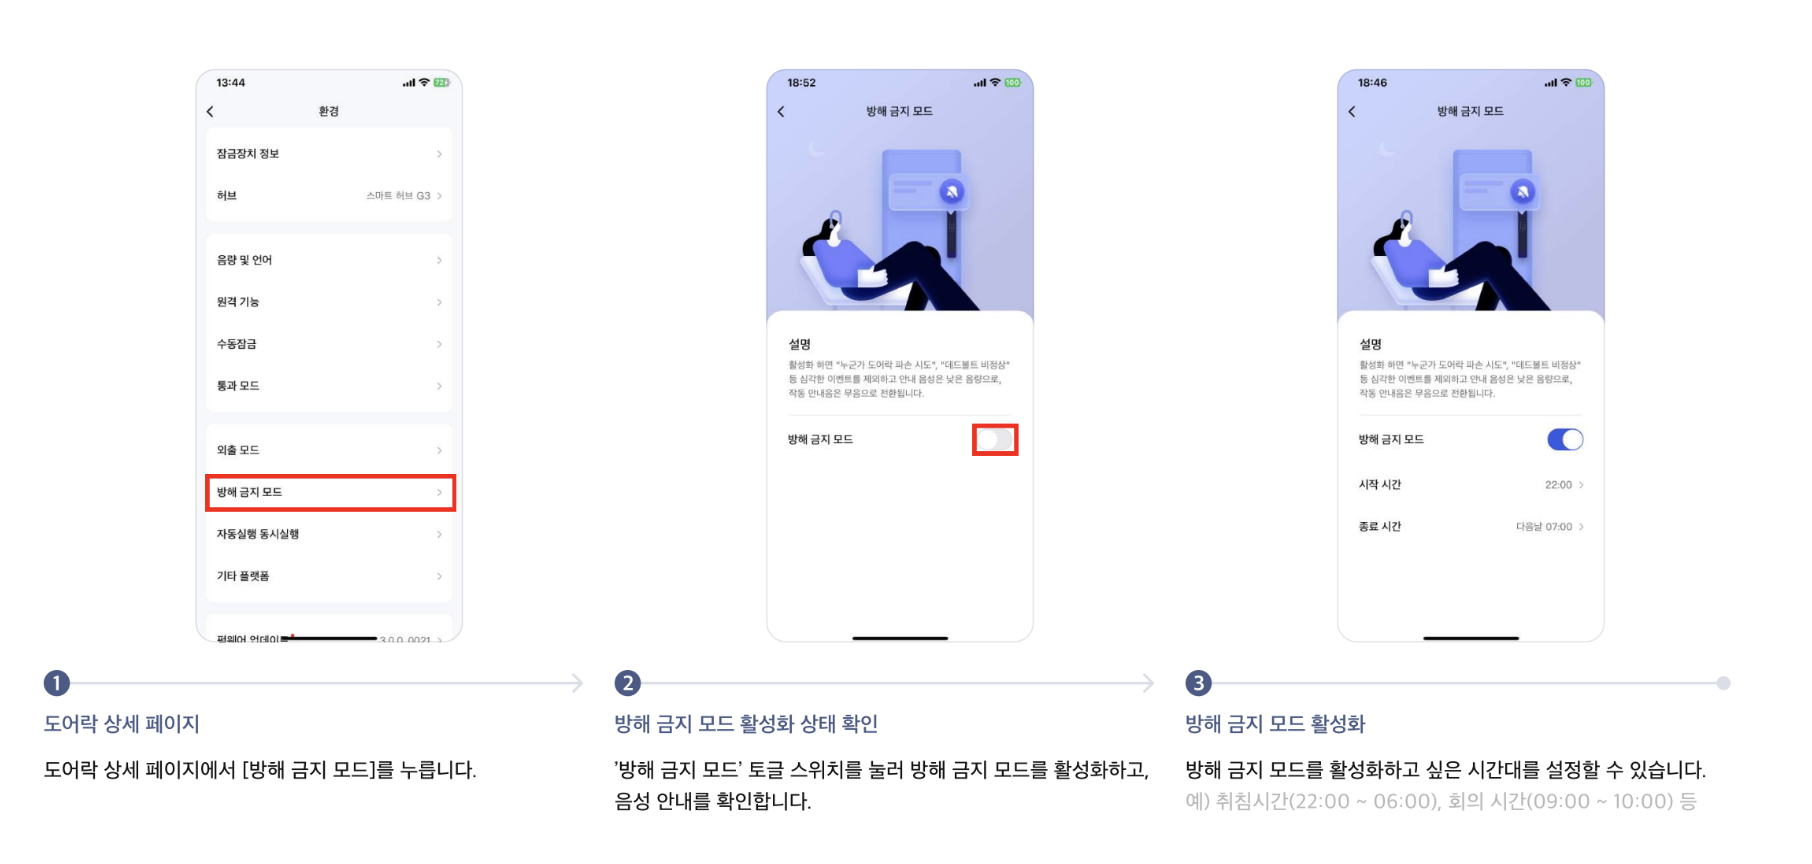 13:44
72
환경
잠금장치 정보
허브
스마트 허브 G3
음량 및 언어
원격 기능
수동잠금
통과 모드
외출 모드
방해 금지 모드
자동실행 동시실행
기타 플랫폼
펌웨어 업데이트
3.0.0_0021
18:52
100
방해 금지 모드
설명
활성화 하면 "누군가 도어락 파손 시도", "데드볼트 비정상"
등 심각한 이벤트를 제외하고 안내 음성은 낮은 음량으로,
작동 안내음은 무음으로 전환됩니다.
방해 금지 모드
18:46
100
방해 금지 모드
설명
활성화 하면 "누군가 도어락 파손 시도", "데드볼트 비정상"
등 심각한 이벤트를 제외하고 안내 음성은 낮은 음량으로,
작동 안내음은 무음으로 전환됩니다.
방해 금지 모드
시작 시간
22:00
종료 시간
다음날 07:00
1
도어락 상세 페이지
도어락 상세 페이지에서 [방해 금지 모드]를 누릅니다.
2
방해 금지 모드 활성화 상태 확인
’방해 금지 모드’ 토글 스위치를 눌러 방해 금지 모드를 활성화하고,
음성 안내를 확인합니다.
3
방해 금지 모드 활성화
방해 금지 모드를 활성화하고 싶은 시간대를 설정할 수 있습니다.
예) 취침시간(22:00 ~ 06:00), 회의 시간(09:00 ~ 10:00) 등